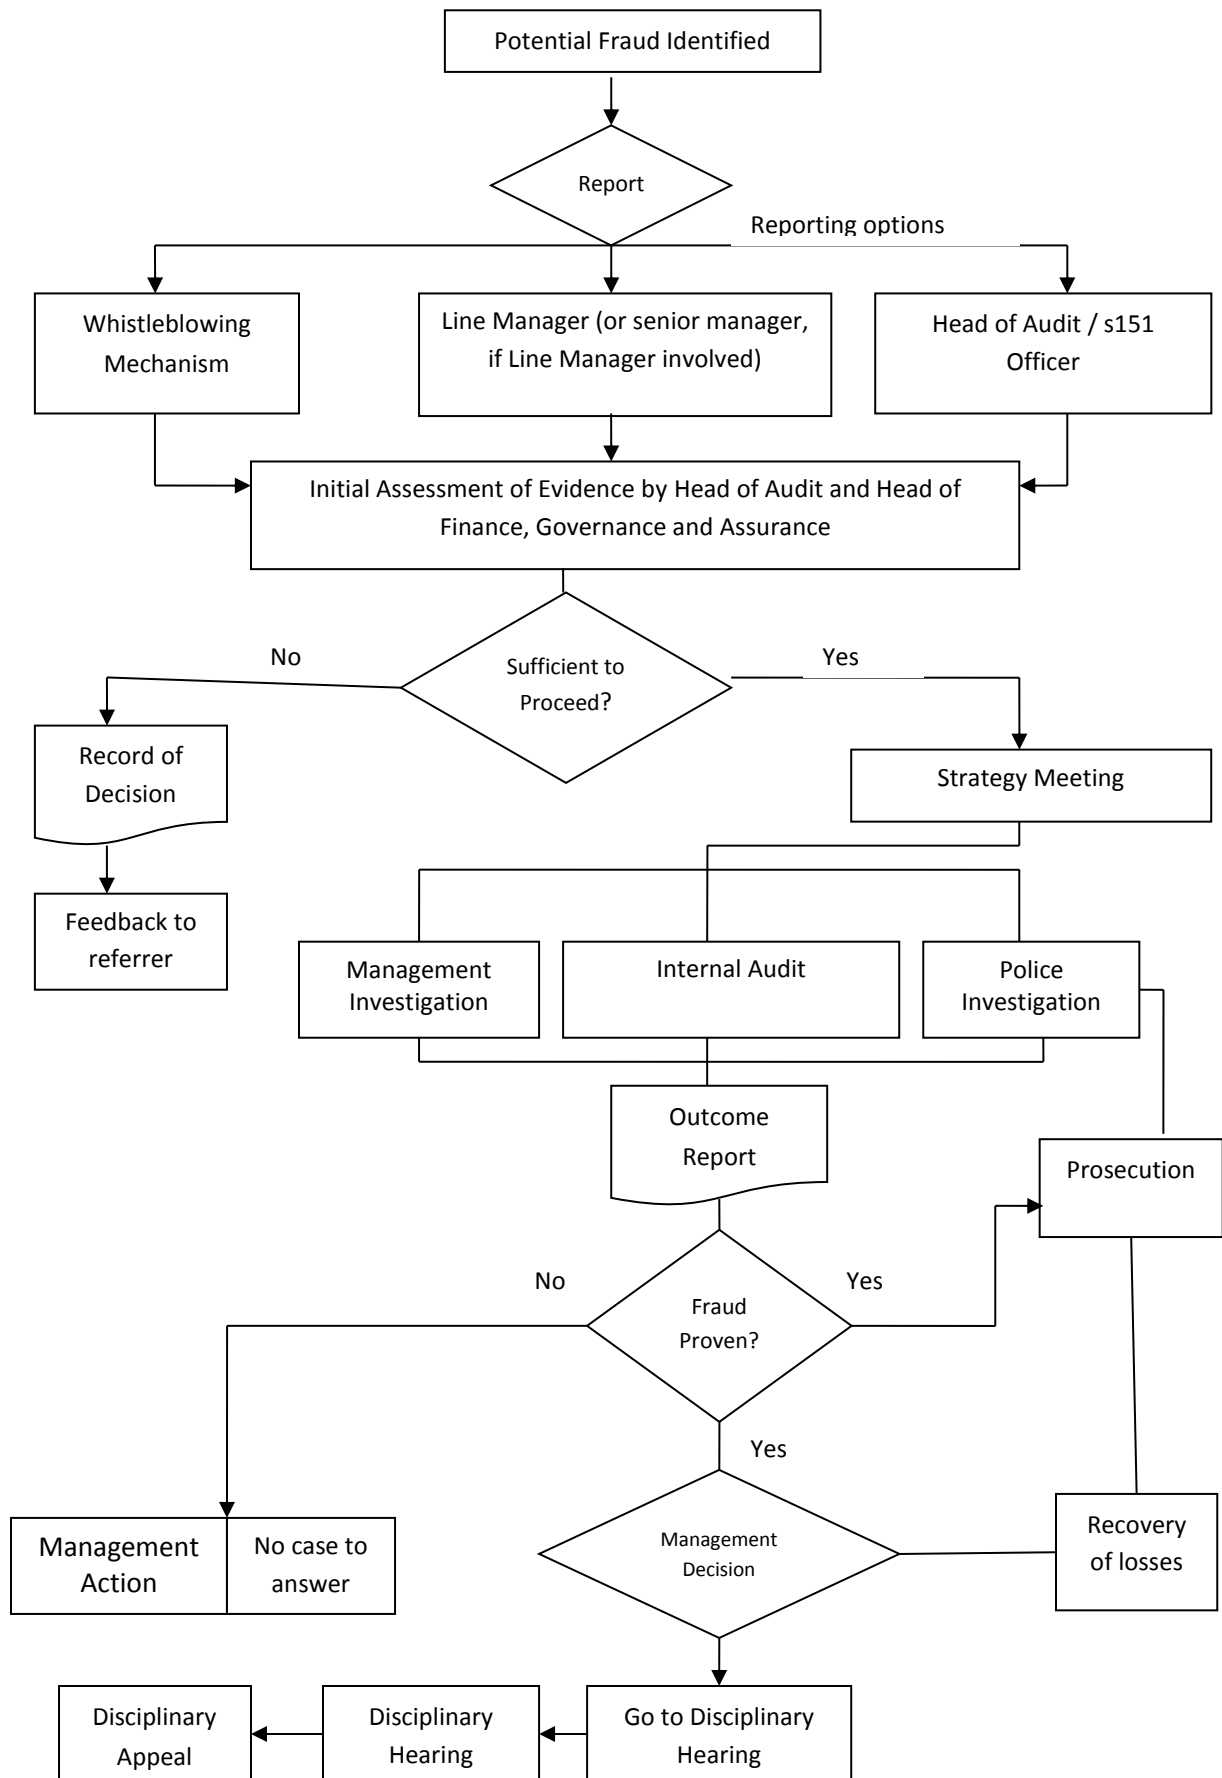 Potential Fraud Identified
Report
Reporting options
Whistleblowing
Mechanism
Line Manager (or senior manager,
if Line Manager involved)
Head of Audit / s151
Officer
Initial Assessment of Evidence by Head of Audit and Head of
Finance, Governance and Assurance
No
Sufficient to
Proceed?
Yes
Record of
Decision
Strategy Meeting
Feedback to
referrer
Management
Investigation
Internal Audit
Police
Investigation
Outcome
Report
Prosecution
No
Fraud
Proven?
Yes
Yes
Management
Action
No case to
answer
Management
Decision
Recovery
of losses
Disciplinary
Appeal
Disciplinary
Hearing
Go to Disciplinary
Hearing